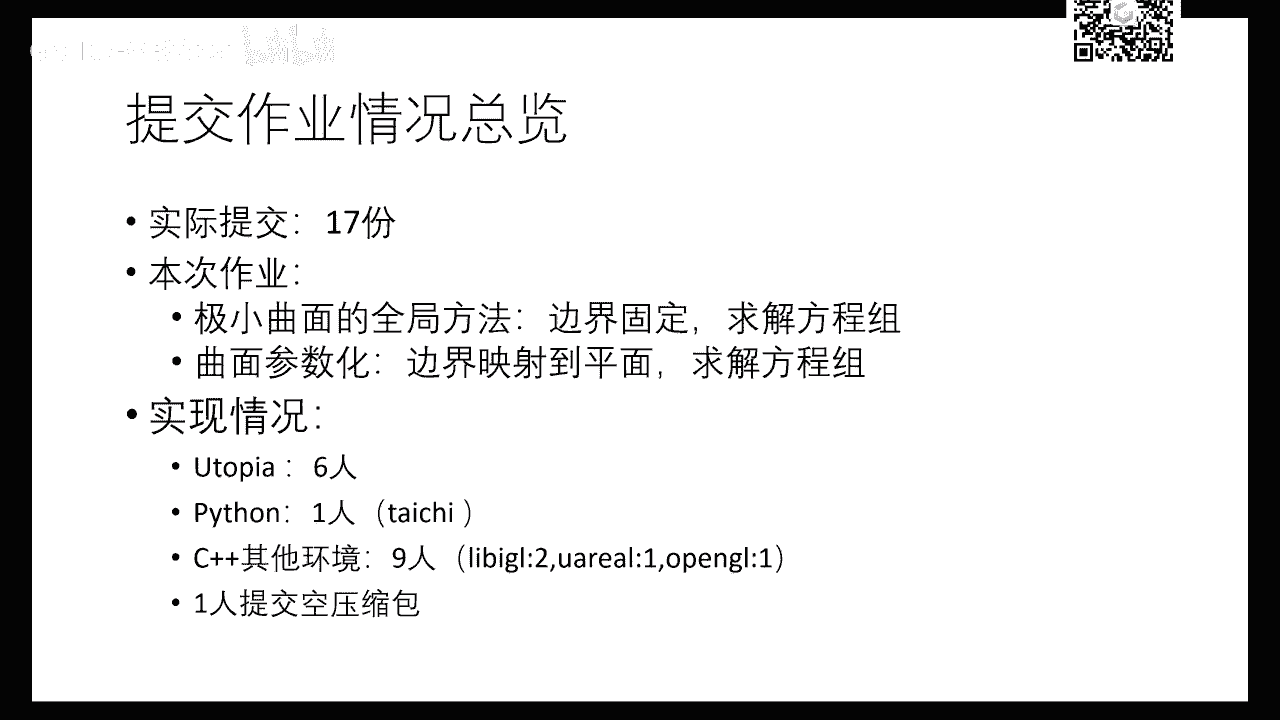 提交作业情况总览
• 实际提交：17份
• 本次作业：
• 极小曲面的全局方法：边界固定，求解方程组
• 曲面参数化：边界映射到平面，求解方程组
• 实现情况：
• Utopia ：6人
• Python：1人（taichi ）
• C++其他环境：9人（libigl:2,uareal:1,opengl:1）
• 1人提交空压缩包